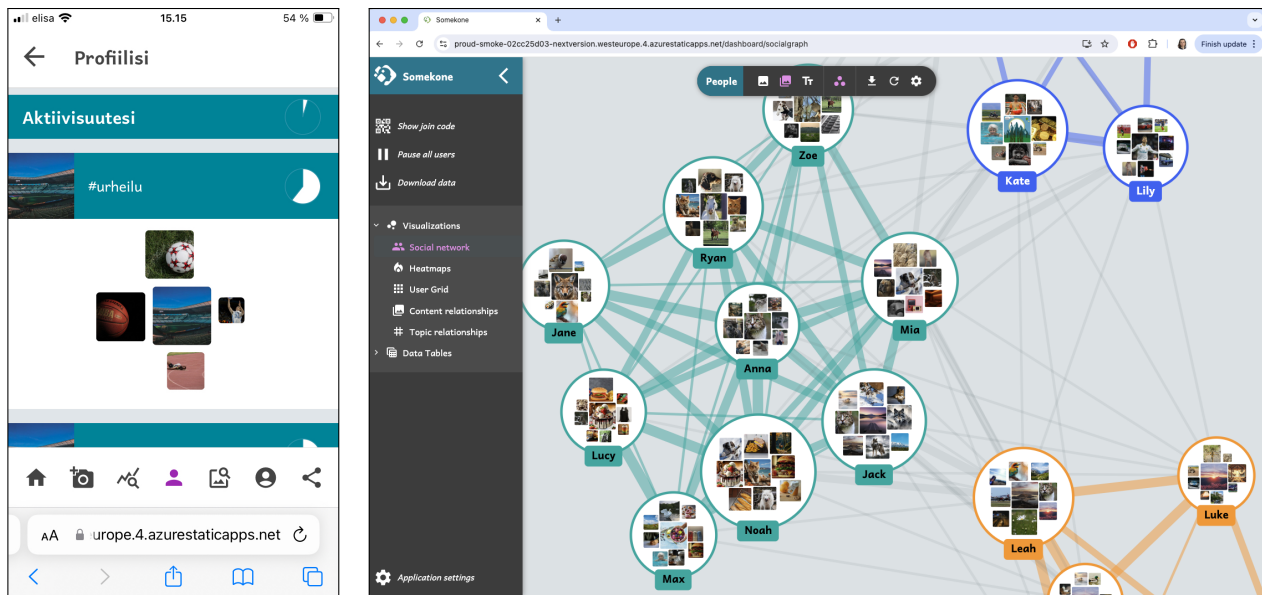 elisa 15.15 54 %
Profiilisi
Aktiivisuutesi
#urheilu
AA urope.4.azurestaticapps.net
Somekone
proud-smoke-02cc25d03-nextversion.westeurope.4.azurestaticapps.net/dashboard/socialgraph
Finish update
Somekone
Show join code
Pause all users
Download data
Visualizations
Social network
Heatmaps
User Grid
Content relationships
Topic relationships
Data Tables
Application settings
People Tт
Zoe
Kate
Lily
Ryan
Jane
Mia
Anna
Lucy
Jack
Noah
Luke
Leah
Max